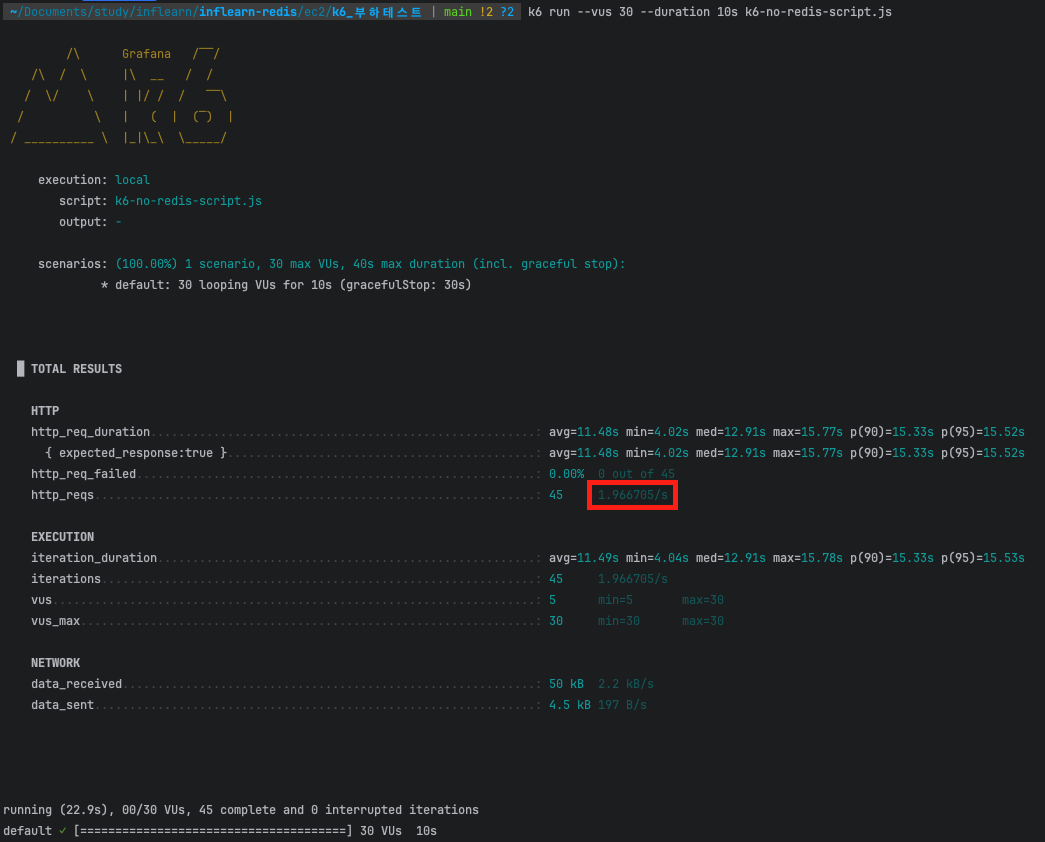 ~/Documents/study/inflearn/inflearn-redis/ec2/k6_부하테스트 | main !2 ?2 k6 run --vus 30 --duration 10s k6-no-redis-script.js
         /\      Grafana   /‾‾/
    /\  /  \     |\  __   /  /
   /  \/    \    | |/ /  /   ‾‾\
  /          \   |   (  |  (‾)  |
 / __________ \  |_|\_\  \_____/
     execution: local
        script: k6-no-redis-script.js
        output: -
     scenarios: (100.00%) 1 scenario, 30 max VUs, 40s max duration (incl. graceful stop):
              * default: 30 looping VUs for 10s (gracefulStop: 30s)
  █ TOTAL RESULTS
    HTTP
    http_req_duration.......................................................: avg=11.48s min=4.02s med=12.91s max=15.77s p(90)=15.33s p(95)=15.52s
      { expected_response:true }............................................: avg=11.48s min=4.02s med=12.91s max=15.77s p(90)=15.33s p(95)=15.52s
    http_req_failed.........................................................: 0.00%  0 out of 45
    http_reqs...............................................................: 45     1.966705/s
    EXECUTION
    iteration_duration......................................................: avg=11.49s min=4.04s med=12.91s max=15.78s p(90)=15.33s p(95)=15.53s
    iterations..............................................................: 45     1.966705/s
    vus.....................................................................: 5      min=5       max=30
    vus_max.................................................................: 30     min=30      max=30
    NETWORK
    data_received...........................................................: 50 kB  2.2 kB/s
    data_sent...............................................................: 4.5 kB 197 B/s
running (22.9s), 00/30 VUs, 45 complete and 0 interrupted iterations
default ✓ [======================================] 30 VUs  10s